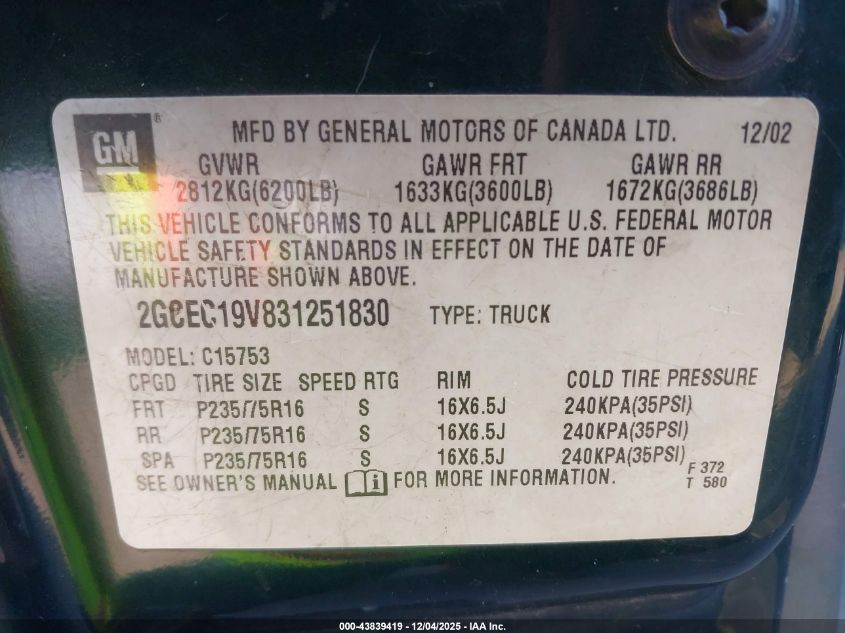 GM ® MFD BY GENERAL MOTORS OF CANADA LTD. 12/02
GVWR GAWR FRT GAWR RR
2812KG(6200LB) 1633KG(3600LB) 1672KG(3686LB)
THIS VEHICLE CONFORMS TO ALL APPLICABLE U.S. FEDERAL MOTOR
VEHICLE SAFETY STANDARDS IN EFFECT ON THE DATE OF
MANUFACTURE SHOWN ABOVE.
2GCEC19V831251830 TYPE: TRUCK
MODEL: C15753
CPGD TIRE SIZE SPEED RTG RIM COLD TIRE PRESSURE
FRT P235/75R16 S 16X6.5J 240KPA(35PSI)
RR P235/75R16 S 16X6.5J 240KPA(35PSI)
SPA P235/75R16 S 16X6.5J 240KPA(35PSI)
SEE OWNER'S MANUAL i FOR MORE INFORMATION.
F 372
T 580
000-43839419 - 12/04/2025 - IAA Inc.